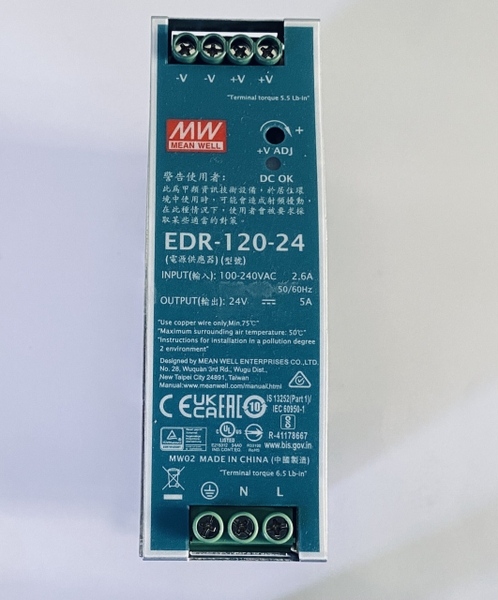 -V -V +V +V
"Terminal torque 5.5 Lb-in"
MW
MEAN WELL
+
+V ADJ
DC OK
警告使用者:
此為甲類資訊技術設備，於居住環
境中使用時，可能會造成射頻擾動，
在此種情況下，使用者會被要求採
取某些適當的對策。
EDR-120-24
(電源供應器) (型號)
INPUT(輸入): 100-240VAC 2.6A
50/60Hz
OUTPUT(輸出): 24V 5A
"Use copper wire only,Min.75℃"
"Maximum surrounding air temperature: 50℃"
"Instructions for installation in a pollution degree
2 environment"
Designed by MEAN WELL ENTERPRISES CO.,LTD.
No. 28, Wuquan 3rd Rd., Wugu Dist.,
New Taipei City 24891, Taiwan
Manual:www.meanwell.com/manual.html
CE UK CA EAC 10
IS 13252(Part 1)/
IEC 60950-1
R-41178667
www.bis.gov.in
UL
LISTED
MW02 MADE IN CHINA (中國製造)
"Terminal torque 6.5 Lb-in"
N L